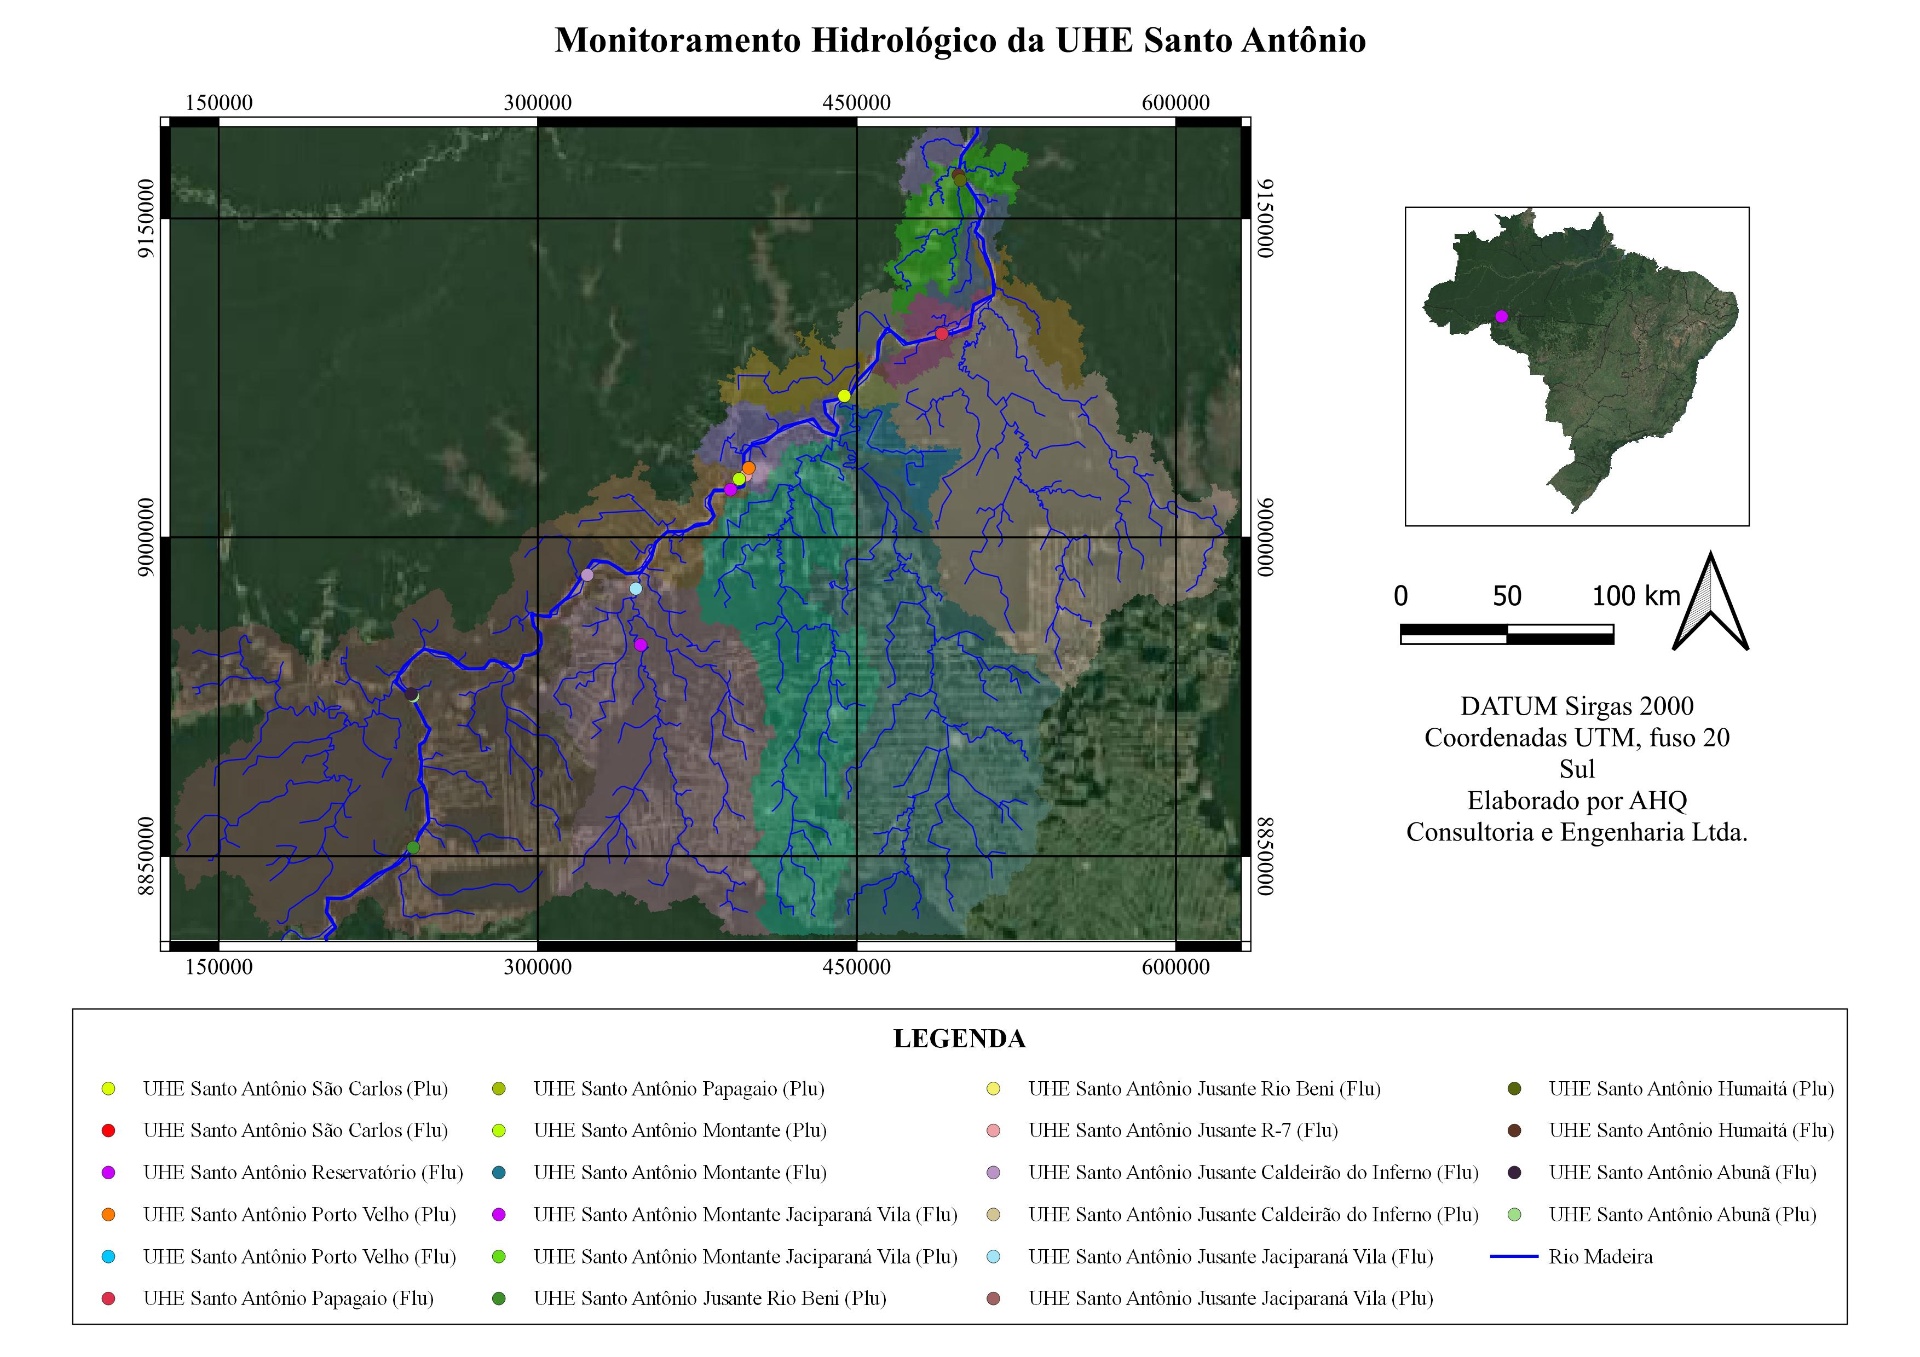 Monitoramento Hidrológico da UHE Santo Antônio
150000 300000 450000 600000
9150000 9150000
9000000 9000000
8850000 8850000
150000 300000 450000 600000
0 50 100 km
DATUM Sirgas 2000
Coordenadas UTM, fuso 20
Sul
Elaborado por AHQ
Consultoria e Engenharia Ltda.
LEGENDA
UHE Santo Antônio São Carlos (Plu)
UHE Santo Antônio São Carlos (Flu)
UHE Santo Antônio Reservatório (Flu)
UHE Santo Antônio Porto Velho (Plu)
UHE Santo Antônio Porto Velho (Flu)
UHE Santo Antônio Papagaio (Flu)
UHE Santo Antônio Papagaio (Plu)
UHE Santo Antônio Montante (Plu)
UHE Santo Antônio Montante (Flu)
UHE Santo Antônio Montante Jaciparaná Vila (Flu)
UHE Santo Antônio Montante Jaciparaná Vila (Plu)
UHE Santo Antônio Jusante Rio Beni (Plu)
UHE Santo Antônio Jusante Rio Beni (Flu)
UHE Santo Antônio Jusante R-7 (Flu)
UHE Santo Antônio Jusante Caldeirão do Inferno (Flu)
UHE Santo Antônio Jusante Caldeirão do Inferno (Plu)
UHE Santo Antônio Jusante Jaciparaná Vila (Flu)
UHE Santo Antônio Jusante Jaciparaná Vila (Plu)
UHE Santo Antônio Humaitá (Plu)
UHE Santo Antônio Humaitá (Flu)
UHE Santo Antônio Abunã (Flu)
UHE Santo Antônio Abunã (Plu)
Rio Madeira